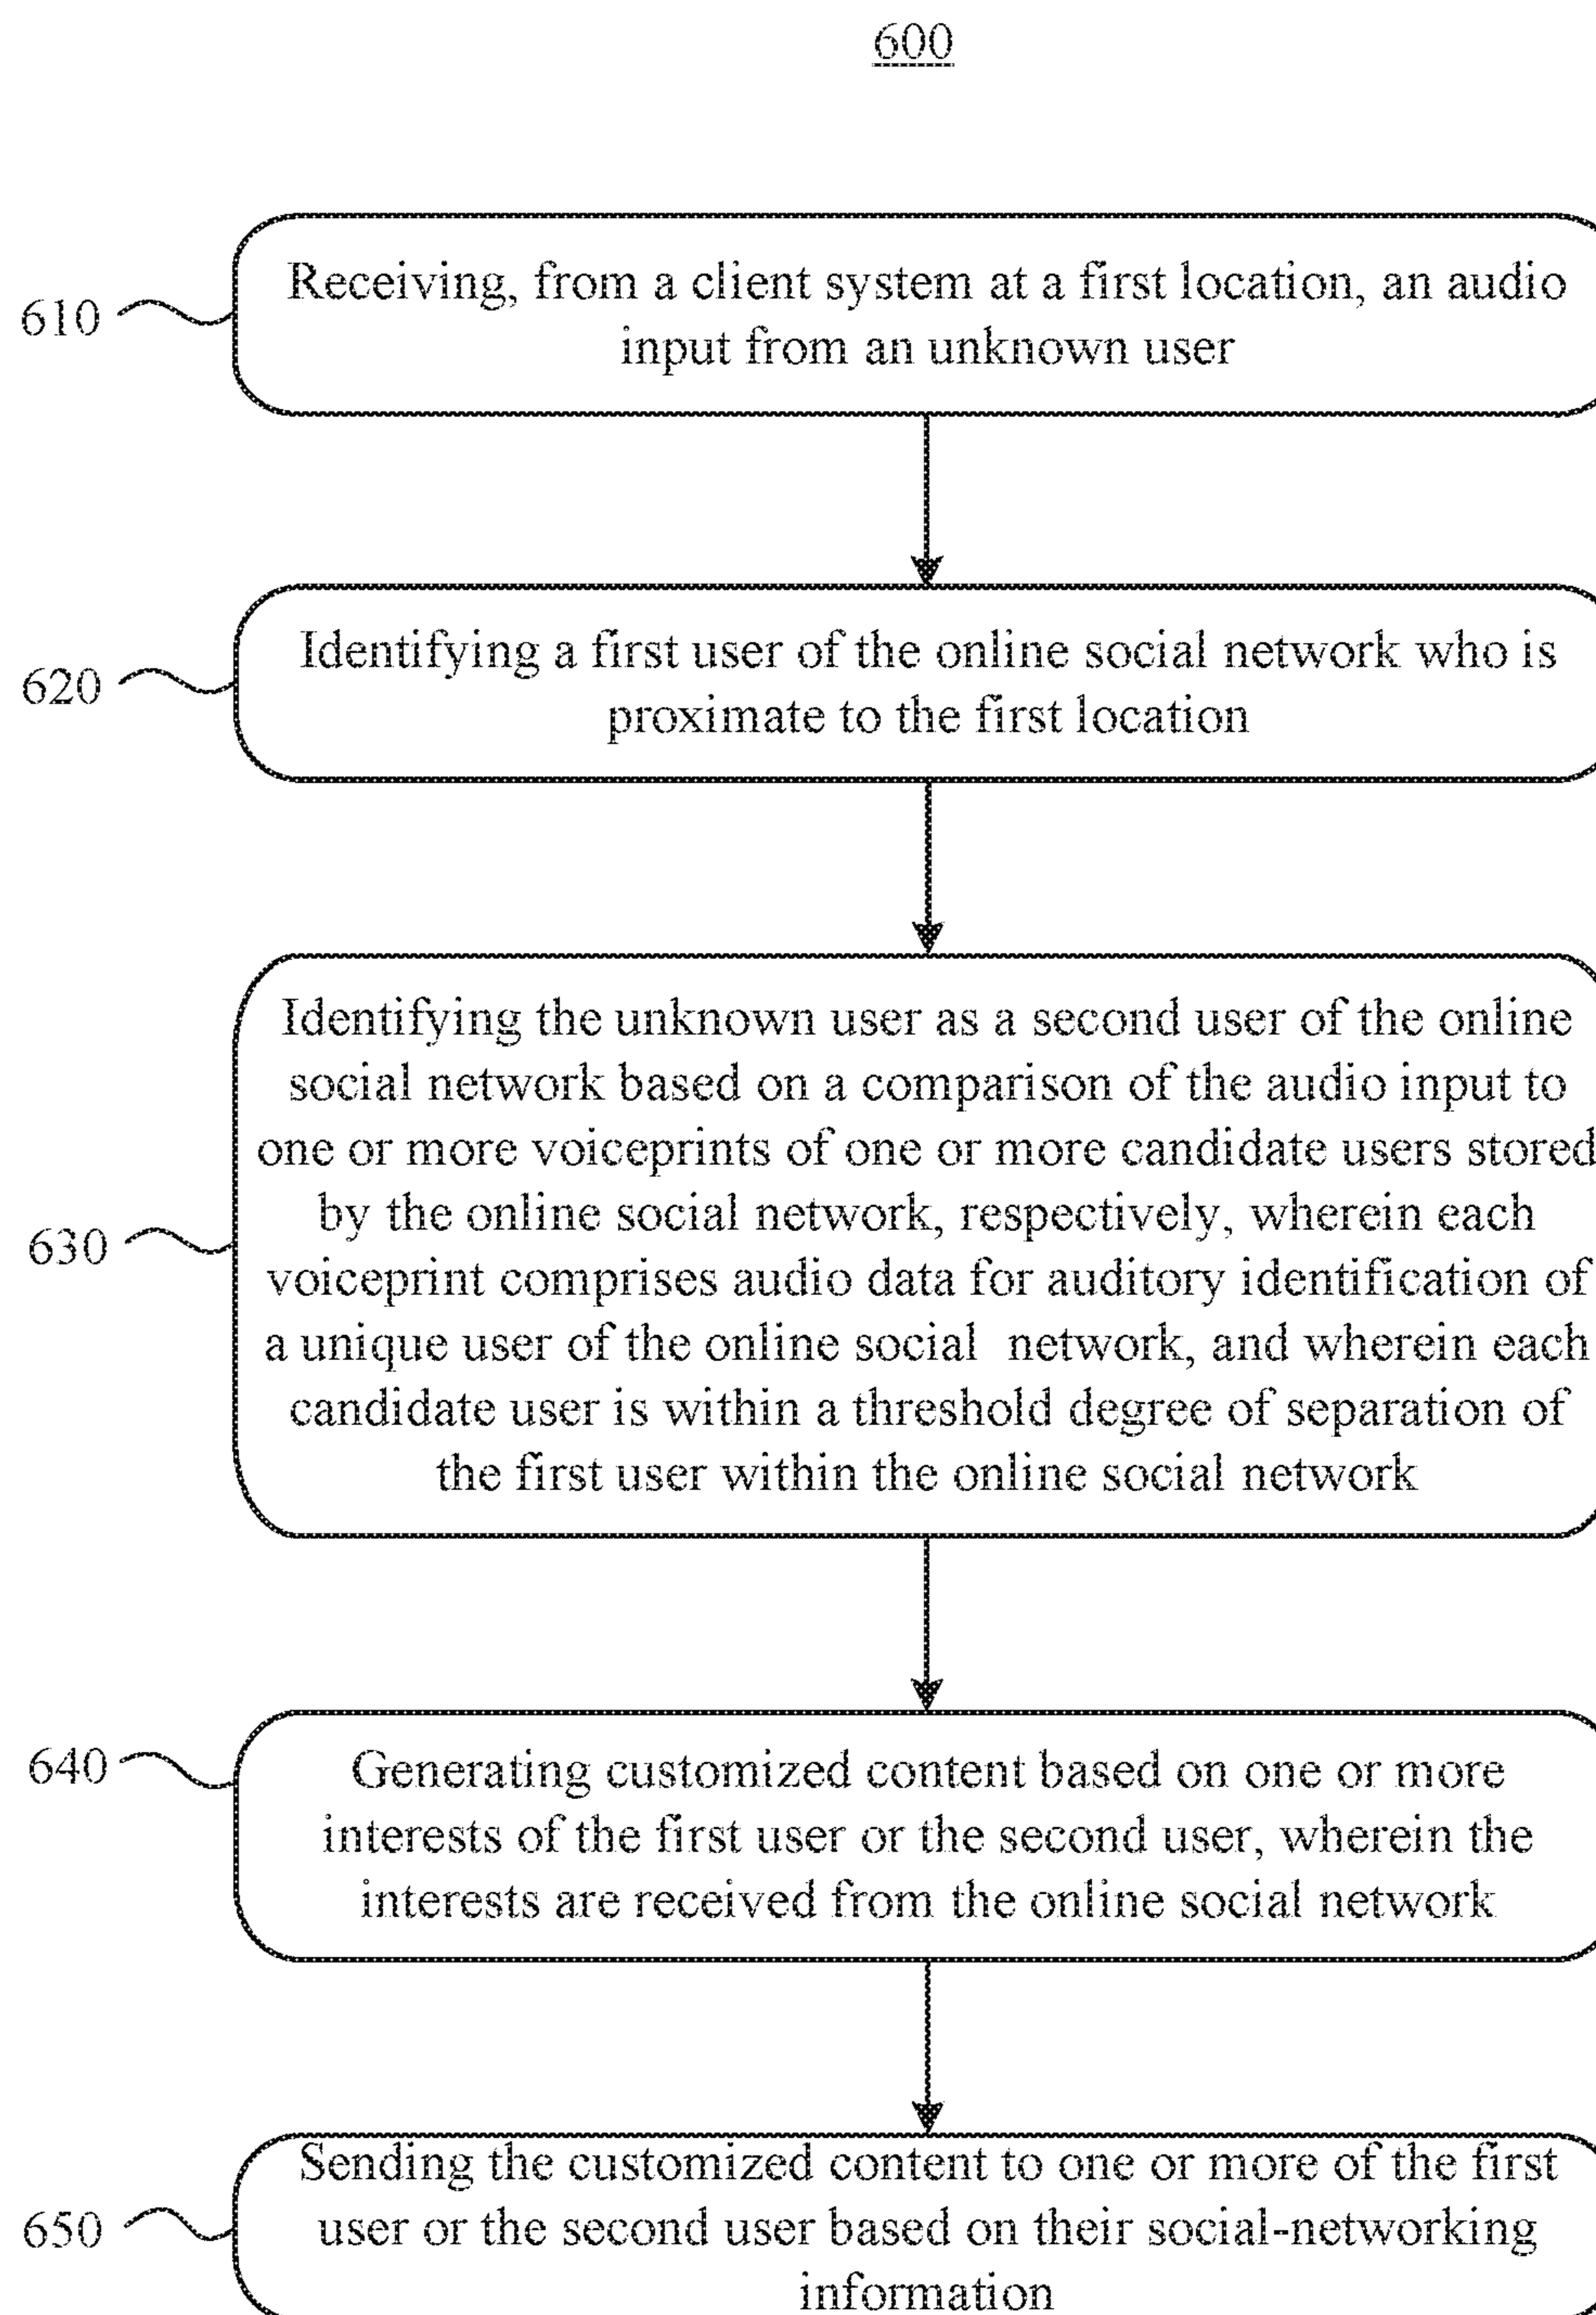 600
610
Receiving, from a client system at a first location, an audio
input from an unknown user
620
Identifying a first user of the online social network who is
proximate to the first location
630
Identifying the unknown user as a second user of the online
social network based on a comparison of the audio input to
one or more voiceprints of one or more candidate users stored
by the online social network, respectively, wherein each
voiceprint comprises audio data for auditory identification of
a unique user of the online social network, and wherein each
candidate user is within a threshold degree of separation of
the first user within the online social network
640
Generating customized content based on one or more
interests of the first user or the second user, wherein the
interests are received from the online social network
650
Sending the customized content to one or more of the first
user or the second user based on their social-networking
information